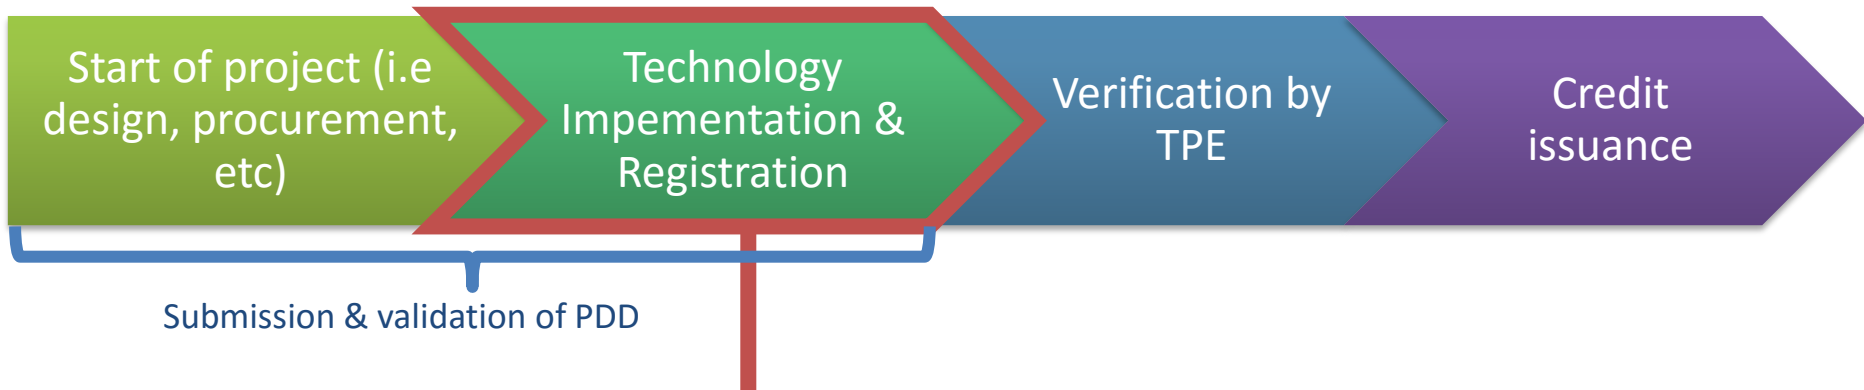 Start of project (i.e
design, procurement,
etc)
Technology
Impementation &
Registration
Verification by
TPE
Credit
issuance
Submission & validation of PDD